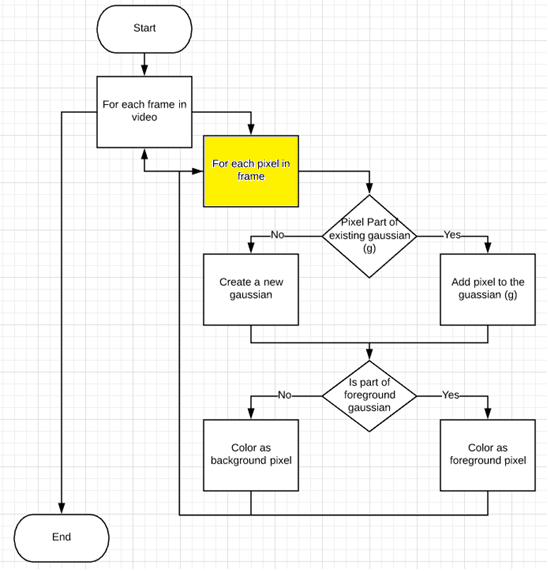 Start
For each frame in
video
For each pixel in
frame
Pixel Part of
existing gaussian
(g)
No
Yes
Create a new
gaussian
Add pixel to the
guassian (g)
Is part of
foreground
gaussian
No
Yes
Color as
background pixel
Color as
foreground pixel
End